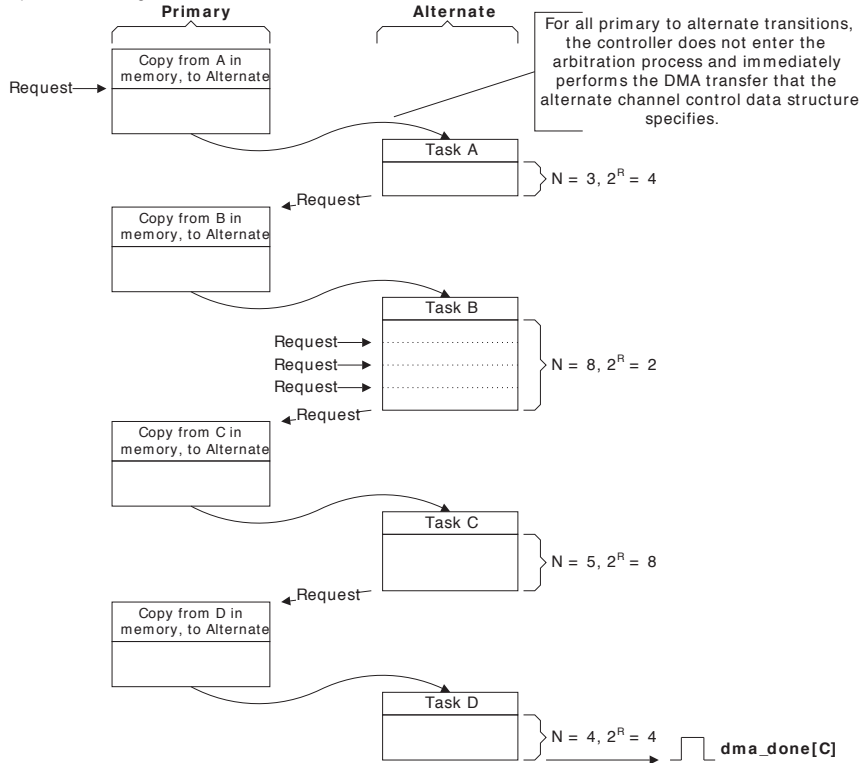 Primary
Alternate
For all primary to alternate transitions,
the controller does not enter the
arbitration process and immediately
performs the DMA transfer that the
alternate channel control data structure
specifies.
Copy from A in
memory, to Alternate
Request
Task A
N = 3, 2^R = 4
Request
Copy from B in
memory, to Alternate
Task B
Request
Request
Request
N = 8, 2^R = 2
Request
Copy from C in
memory, to Alternate
Task C
N = 5, 2^R = 8
Request
Copy from D in
memory, to Alternate
Task D
N = 4, 2^R = 4
dma_done[C]